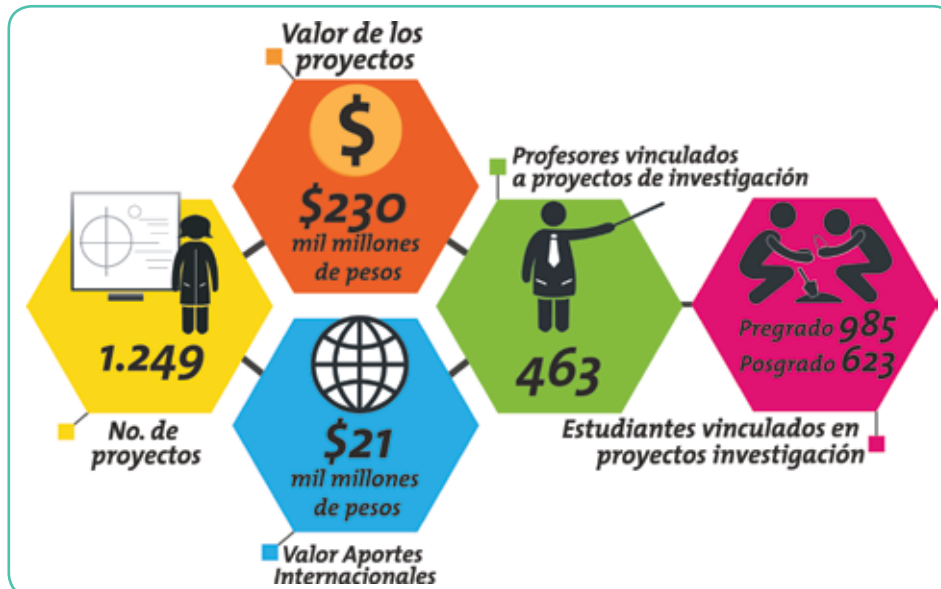 Valor de los
proyectos
$230
mil millones
de pesos
1.249
No. de
proyectos
$21
mil millones
de pesos
Valor Aportes
Internacionales
Profesores vinculados
a proyectos de investigación
463
Pregrado 985
Posgrado 623
Estudiantes vinculados en
proyectos investigación